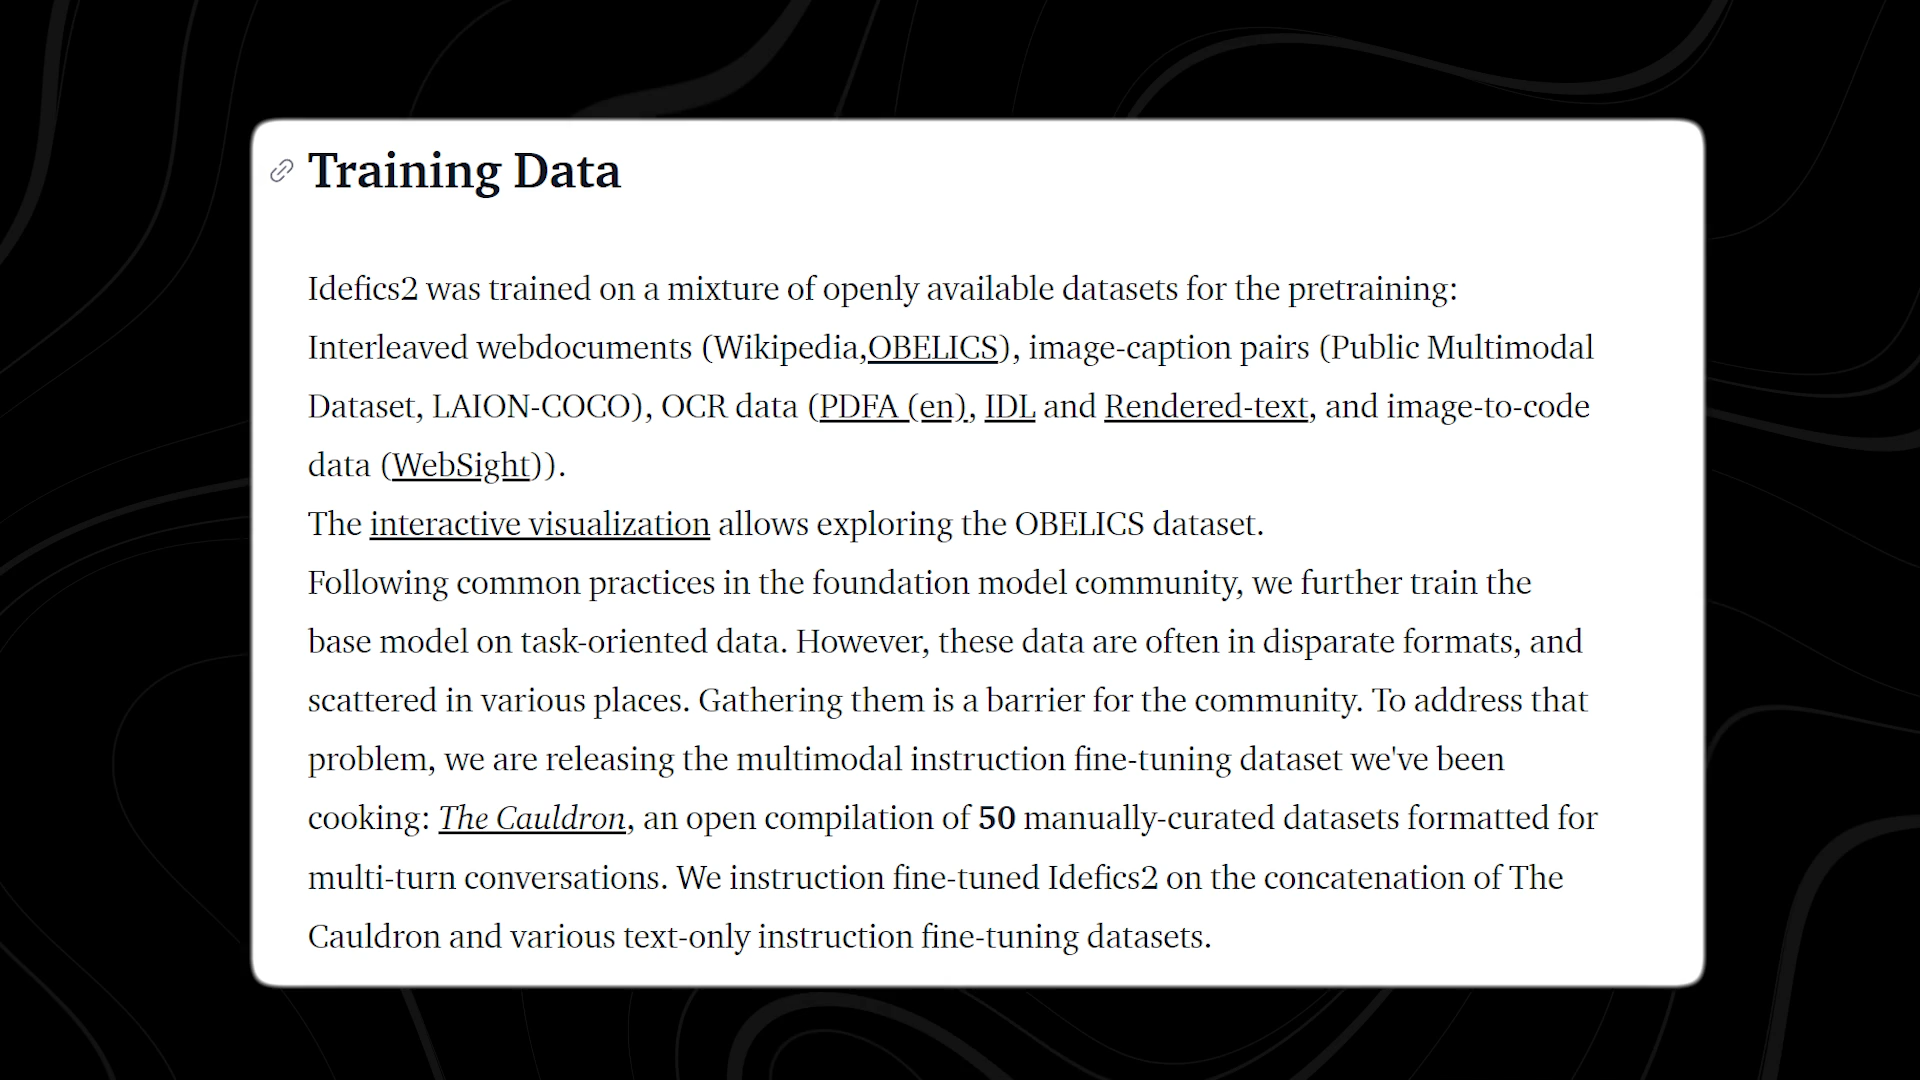 Training Data
Idefics2 was trained on a mixture of openly available datasets for the pretraining:
Interleaved webdocuments (Wikipedia,OBELICS), image-caption pairs (Public Multimodal
Dataset, LAION-COCO), OCR data (PDFA (en), IDL and Rendered-text, and image-to-code
data (WebSight)).
The interactive visualization allows exploring the OBELICS dataset.
Following common practices in the foundation model community, we further train the
base model on task-oriented data. However, these data are often in disparate formats, and
scattered in various places. Gathering them is a barrier for the community. To address that
problem, we are releasing the multimodal instruction fine-tuning dataset we've been
cooking: The Cauldron, an open compilation of 50 manually-curated datasets formatted for
multi-turn conversations. We instruction fine-tuned Idefics2 on the concatenation of The
Cauldron and various text-only instruction fine-tuning datasets.